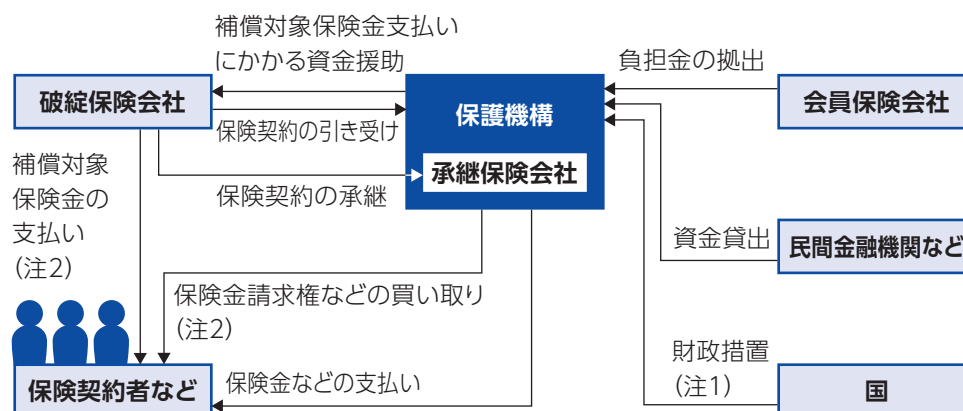 補償対象保険金支払い
にかかる資金援助
負担金の拠出
破綻保険会社
保護機構
会員保険会社
保険契約の引き受け
承継保険会社
保険契約の承継
補償対象
保険金の
支払い
(注2)
資金貸出
民間金融機関など
保険金請求権などの買い取り
(注2)
財政措置
(注1)
保険契約者など
保険金などの支払い
国